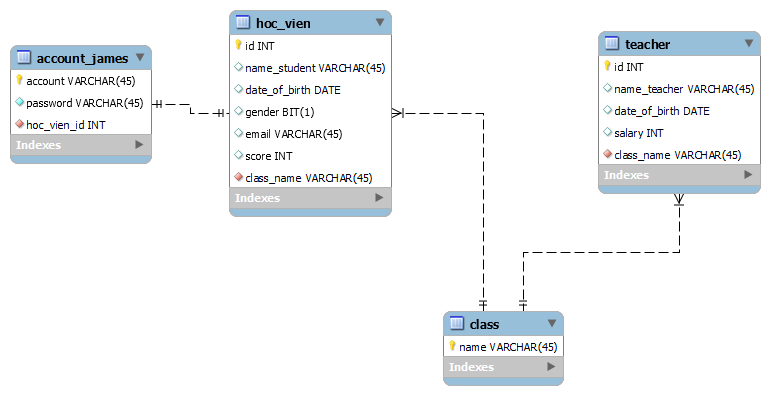 account_james
account VARCHAR(45)
password VARCHAR(45)
hoc_vien_id INT
Indexes
hoc_vien
id INT
name_student VARCHAR(45)
date_of_birth DATE
gender BIT(1)
email VARCHAR(45)
score INT
class_name VARCHAR(45)
Indexes
teacher
id INT
name_teacher VARCHAR(45)
date_of_birth DATE
salary INT
class_name VARCHAR(45)
Indexes
class
name VARCHAR(45)
Indexes